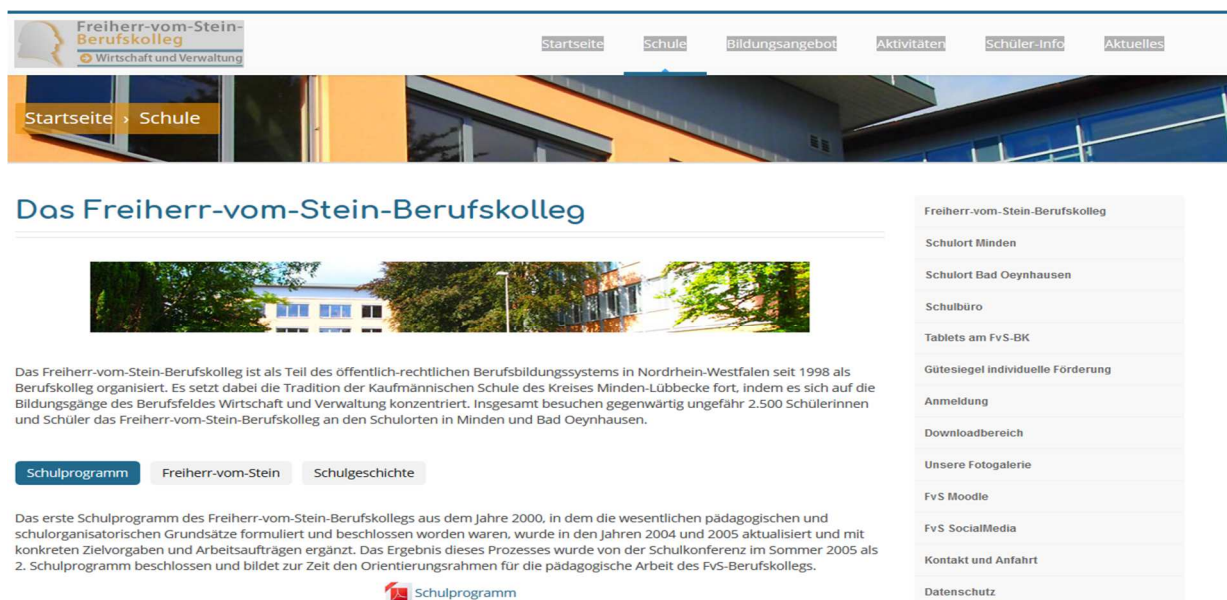 Freiherr-vom-Stein-
Berufskolleg
Wirtschaft und Verwaltung
Startseite Schule Bildungsangebot Aktivitäten Schüler-Info Aktuelles
Startseite › Schule
Das Freiherr-vom-Stein-Berufskolleg
Das Freiherr-vom-Stein-Berufskolleg ist als Teil des öffentlich-rechtlichen Berufsbildungssystems in Nordrhein-Westfalen seit 1998 als
Berufskolleg organisiert. Es setzt dabei die Tradition der Kaufmännischen Schule des Kreises Minden-Lübbecke fort, indem es sich auf die
Bildungsgänge des Berufsfeldes Wirtschaft und Verwaltung konzentriert. Insgesamt besuchen gegenwärtig ungefähr 2.500 Schülerinnen
und Schüler das Freiherr-vom-Stein-Berufskolleg an den Schulorten in Minden und Bad Oeynhausen.
Schulprogramm Freiherr-vom-Stein Schulgeschichte
Das erste Schulprogramm des Freiherr-vom-Stein-Berufskollegs aus dem Jahre 2000, in dem die wesentlichen pädagogischen und
schulorganisatorischen Grundsätze formuliert und beschlossen worden waren, wurde in den Jahren 2004 und 2005 aktualisiert und mit
konkreten Zielvorgaben und Arbeitsaufträgen ergänzt. Das Ergebnis dieses Prozesses wurde von der Schulkonferenz im Sommer 2005 als
2. Schulprogramm beschlossen und bildet zur Zeit den Orientierungsrahmen für die pädagogische Arbeit des FvS-Berufskollegs.
Schulprogramm
Freiherr-vom-Stein-Berufskolleg
Schulort Minden
Schulort Bad Oeynhausen
Schulbüro
Tablets am FvS-BK
Gütesiegel individuelle Förderung
Anmeldung
Downloadbereich
Unsere Fotogalerie
FvS Moodle
FvS SocialMedia
Kontakt und Anfahrt
Datenschutz